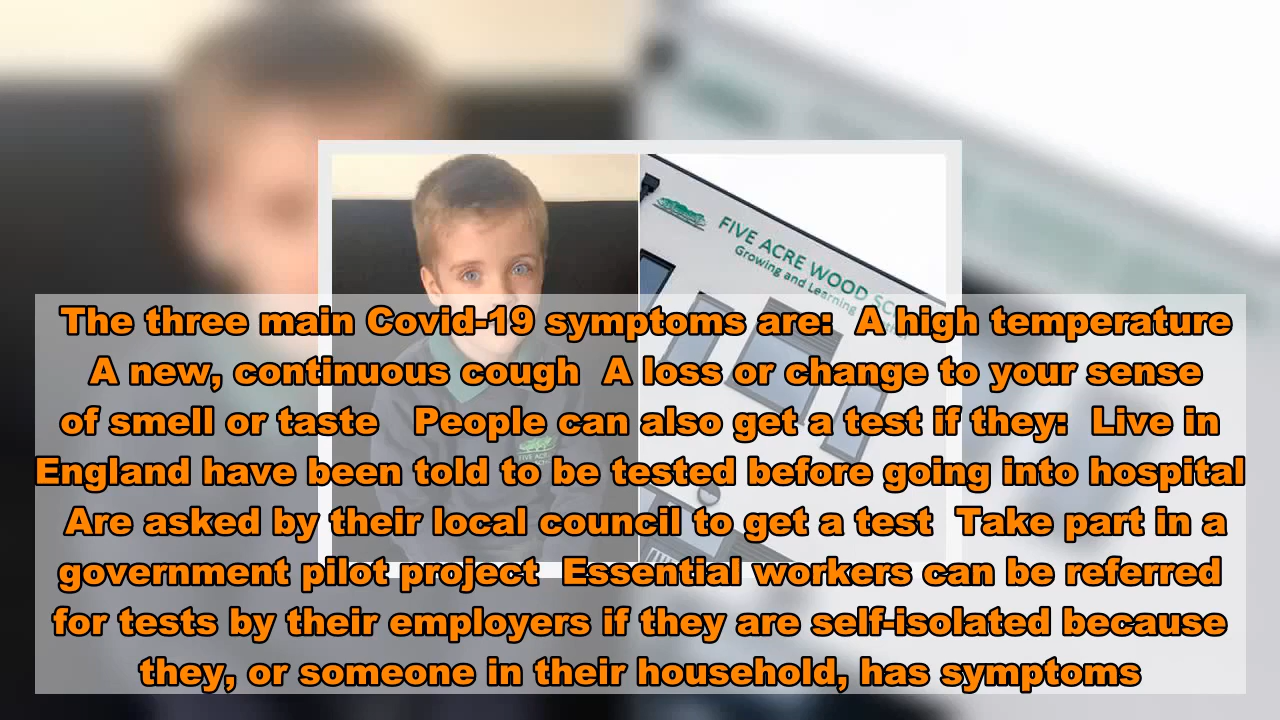 FIVE ACRE WOOD SC
Growing and Learning
The three main Covid-19 symptoms are: A high temperature
A new, continuous cough A loss or change to your sense
of smell or taste People can also get a test if they: Live in
England have been told to be tested before going into hospital
Are asked by their local council to get a test Take part in a
government pilot project Essential workers can be referred
for tests by their employers if they are self-isolated because
they, or someone in their household, has symptoms
FIVE ACR